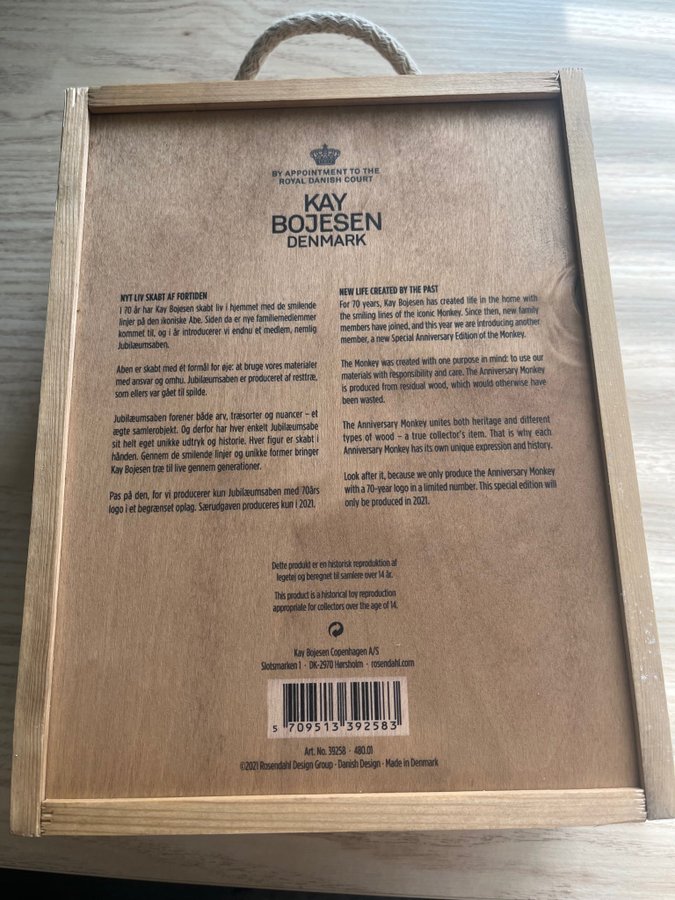 BY APPOINTMENT TO THE
ROYAL DANISH COURT
KAY
BOJESEN
DENMARK
NYT LIV SKABT AF FORTIDEN
I 70 år har Kay Bojesen skabt liv i hjemmet med de smilende
linjer på den ikoniske Abe. Siden da er nye familiemedlemmer
kommet til, og i år introducerer vi endnu et medlem, nemlig
Jubilæumsaben.
Aben er skabt med ét formål for øje: at bruge vores materialer
med ansvar og omhu. Jubilæumsaben er produceret af resttræ,
som ellers var gået til spilde.
Jubilæumsaben forener både arv, træsorter og nuancer – et
ægte samlerobjekt. Og derfor har hver enkelt Jubilæumsabe
sit helt eget unikke udtryk og historie. Hver figur er skabt i
hånden. Gennem de smilende linjer og unikke former bringer
Kay Bojesen træ til live gennem generationer.
Pas på den, for vi producerer kun Jubilæumsaben med 70års
logo i et begrænset oplag. Særudgaven produceres kun i 2021.
NEW LIFE CREATED BY THE PAST
For 70 years, Kay Bojesen has created life in the home with
the smiling lines of the iconic Monkey. Since then, new family
members have joined, and this year we are introducing another
member, a new Special Anniversary Edition of the Monkey.
The Monkey was created with one purpose in mind: to use our
materials with responsibility and care. The Anniversary Monkey
is produced from residual wood, which would otherwise have
been wasted.
The Anniversary Monkey unites both heritage and different
types of wood – a true collector's item. That is why each
Anniversary Monkey has its own unique expression and history.
Look after it, because we only produce the Anniversary Monkey
with a 70-year logo in a limited number. This special edition will
only be produced in 2021.
Dette produkt er en historisk reproduktion af
legetøj og beregnet til samlere over 14 år.
This product is a historical toy reproduction
appropriate for collectors over the age of 14.
Kay Bojesen Copenhagen A/S
Slotsmarken 1 · DK-2970 Hørsholm · rosendahl.com
5 709513 392583
Art. No. 39258 · 480.01
©2021 Rosendahl Design Group · Danish Design · Made in Denmark